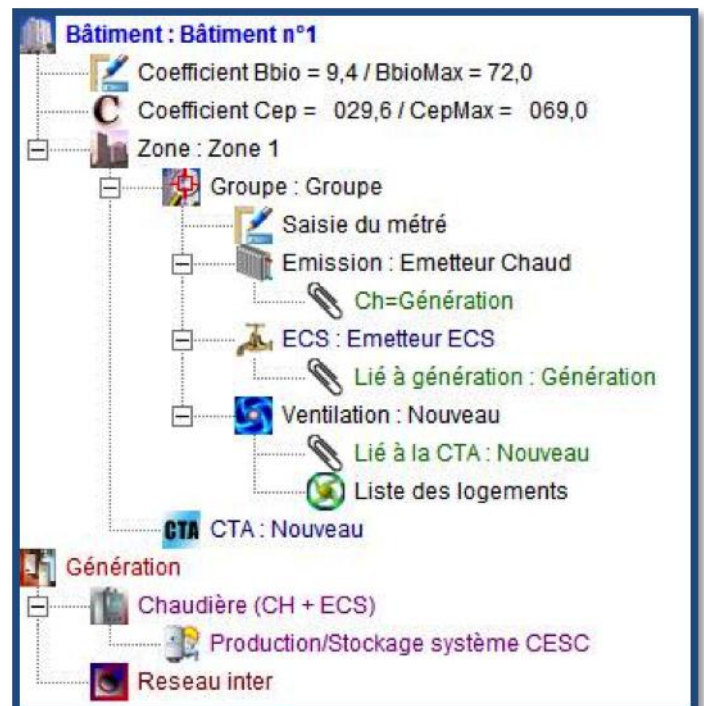 Bâtiment : Bâtiment n°1
Coefficient Bbio = 9,4 / BbioMax = 72,0
C Coefficient Cep = 029,6 / CepMax = 069,0
Zone : Zone 1
Groupe : Groupe
Saisie du métré
Emission : Emetteur Chaud
Ch=Génération
ECS : Emetteur ECS
Lié à génération : Génération
Ventilation : Nouveau
Lié à la CTA : Nouveau
Liste des logements
CTA CTA : Nouveau
Génération
Chaudière (CH + ECS)
Production/Stockage système CESC
Reseau inter